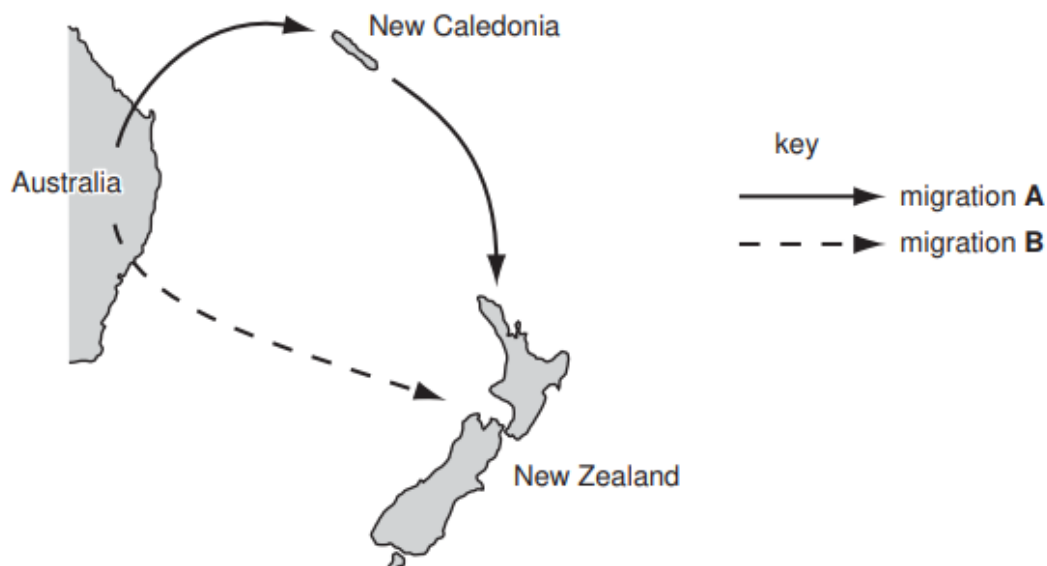 New Caledonia
key
Australia
migration A
migration B
New Zealand